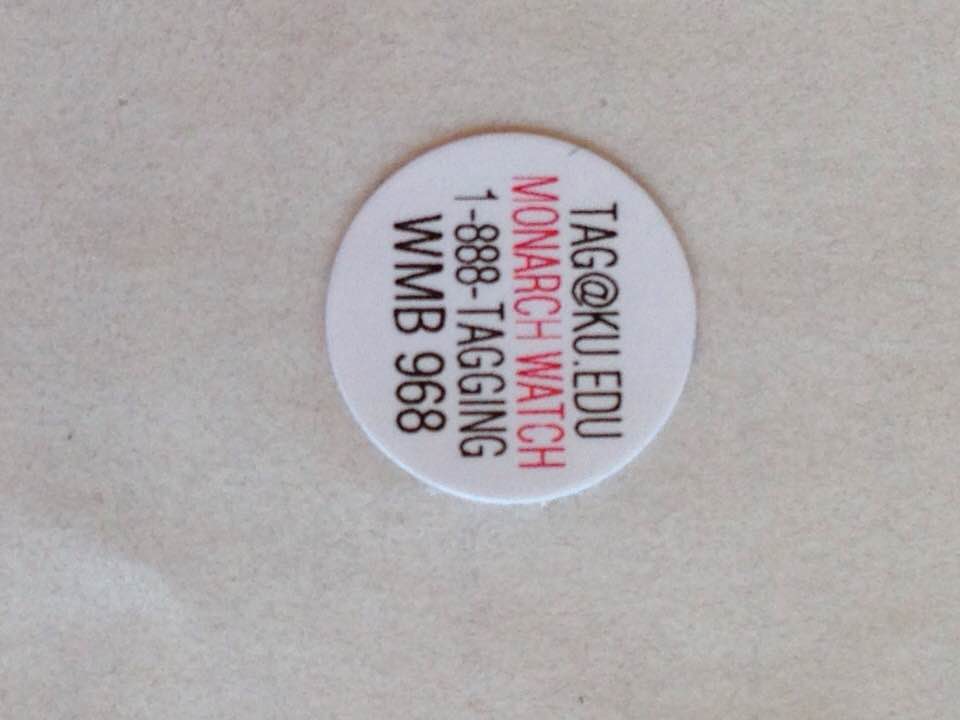 TAG@KU.EDU
MONARCH WATCH
1-888-TAGGING
WMB 968